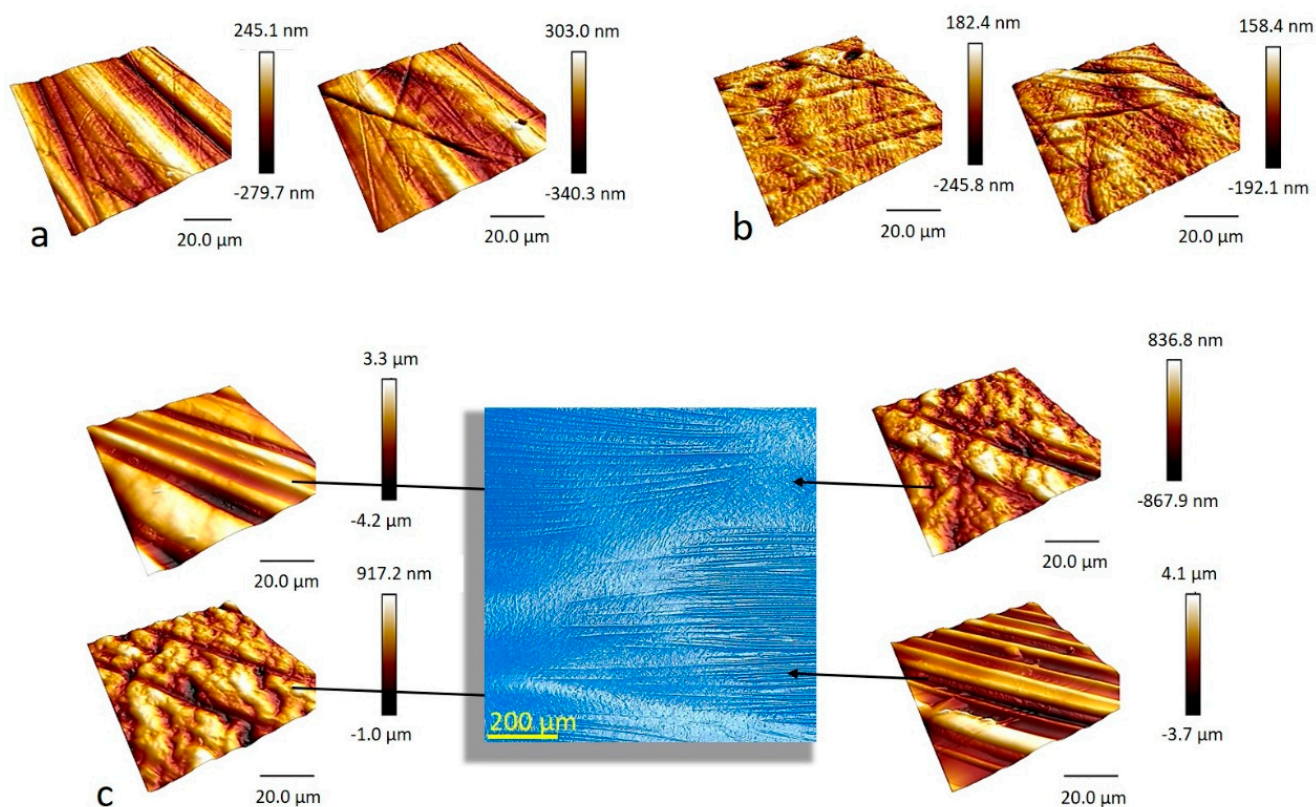 245.1 nm
-279.7 nm
20.0 µm
303.0 nm
-340.3 nm
20.0 µm
a
182.4 nm
-245.8 nm
20.0 µm
158.4 nm
-192.1 nm
20.0 µm
b
3.3 µm
-4.2 µm
20.0 µm
836.8 nm
-867.9 nm
20.0 µm
917.2 nm
-1.0 µm
20.0 µm
200 µm
4.1 µm
-3.7 µm
20.0 µm
c